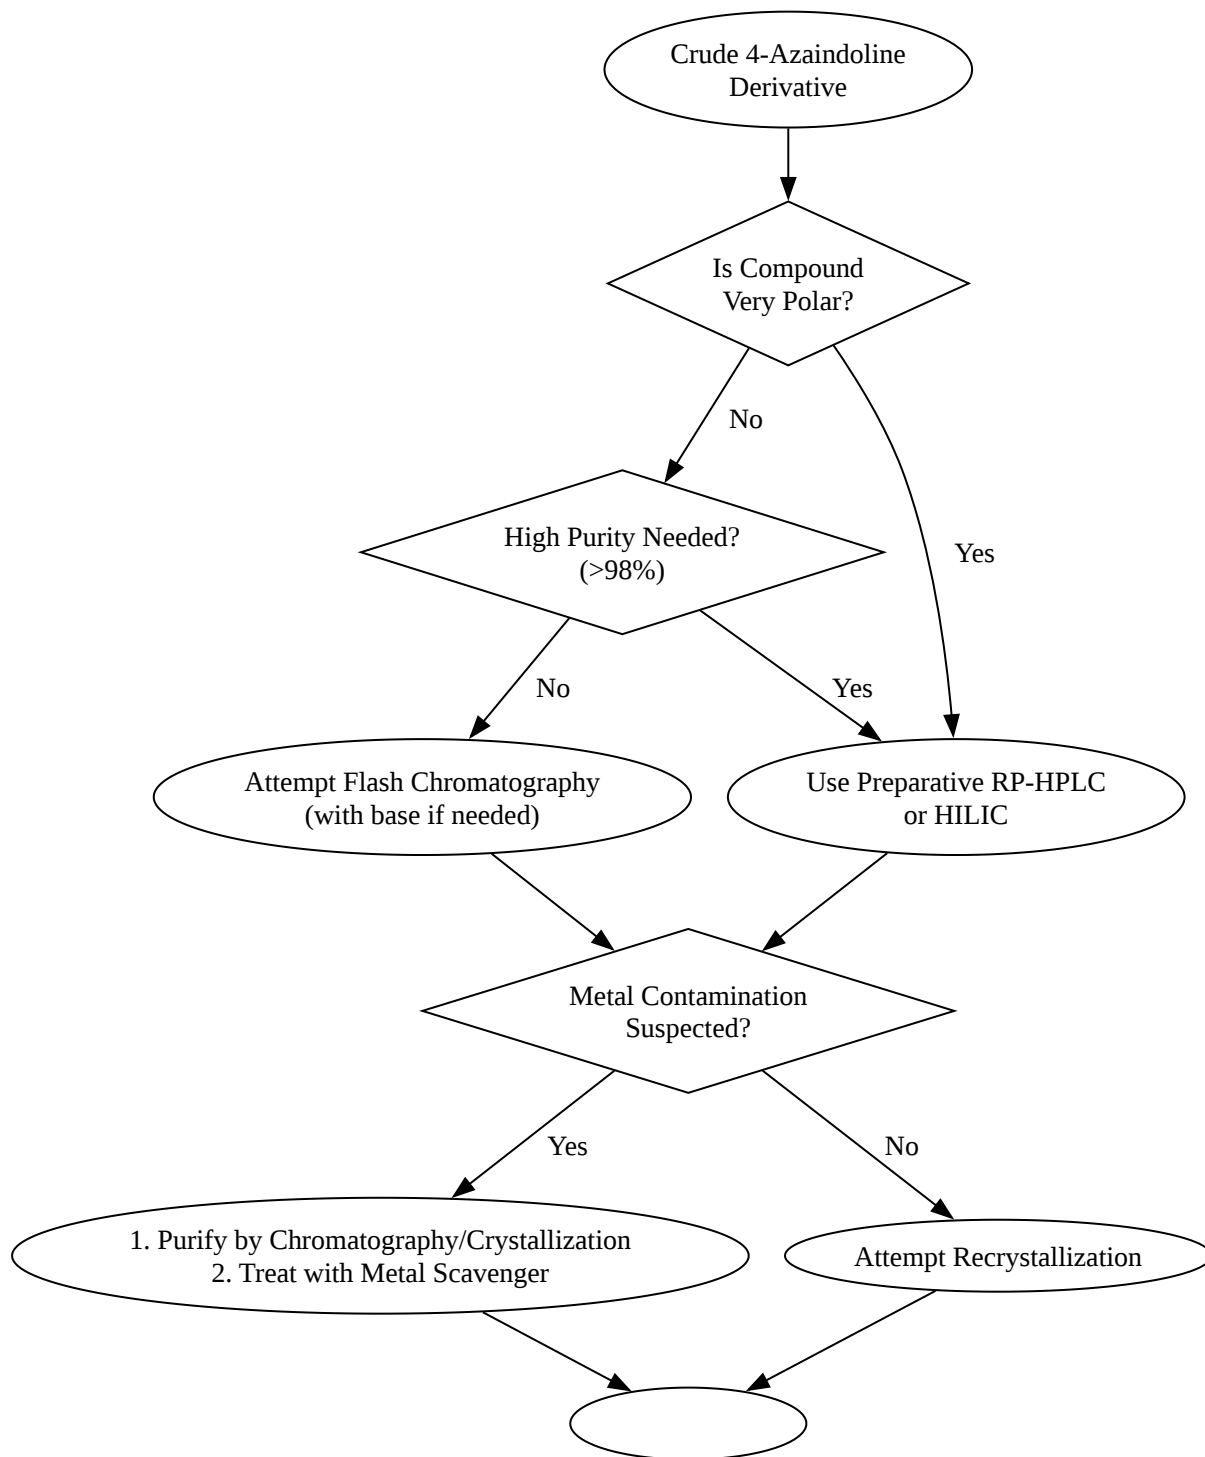 Crude 4-Azaindoline
Derivative
Is Compound
Very Polar?
No
High Purity Needed?
(>98%)
Yes
No
Yes
Attempt Flash Chromatography
(with base if needed)
Use Preparative RP-HPLC
or HILIC
Metal Contamination
Suspected?
Yes
No
1. Purify by Chromatography/Crystallization
2. Treat with Metal Scavenger
Attempt Recrystallization